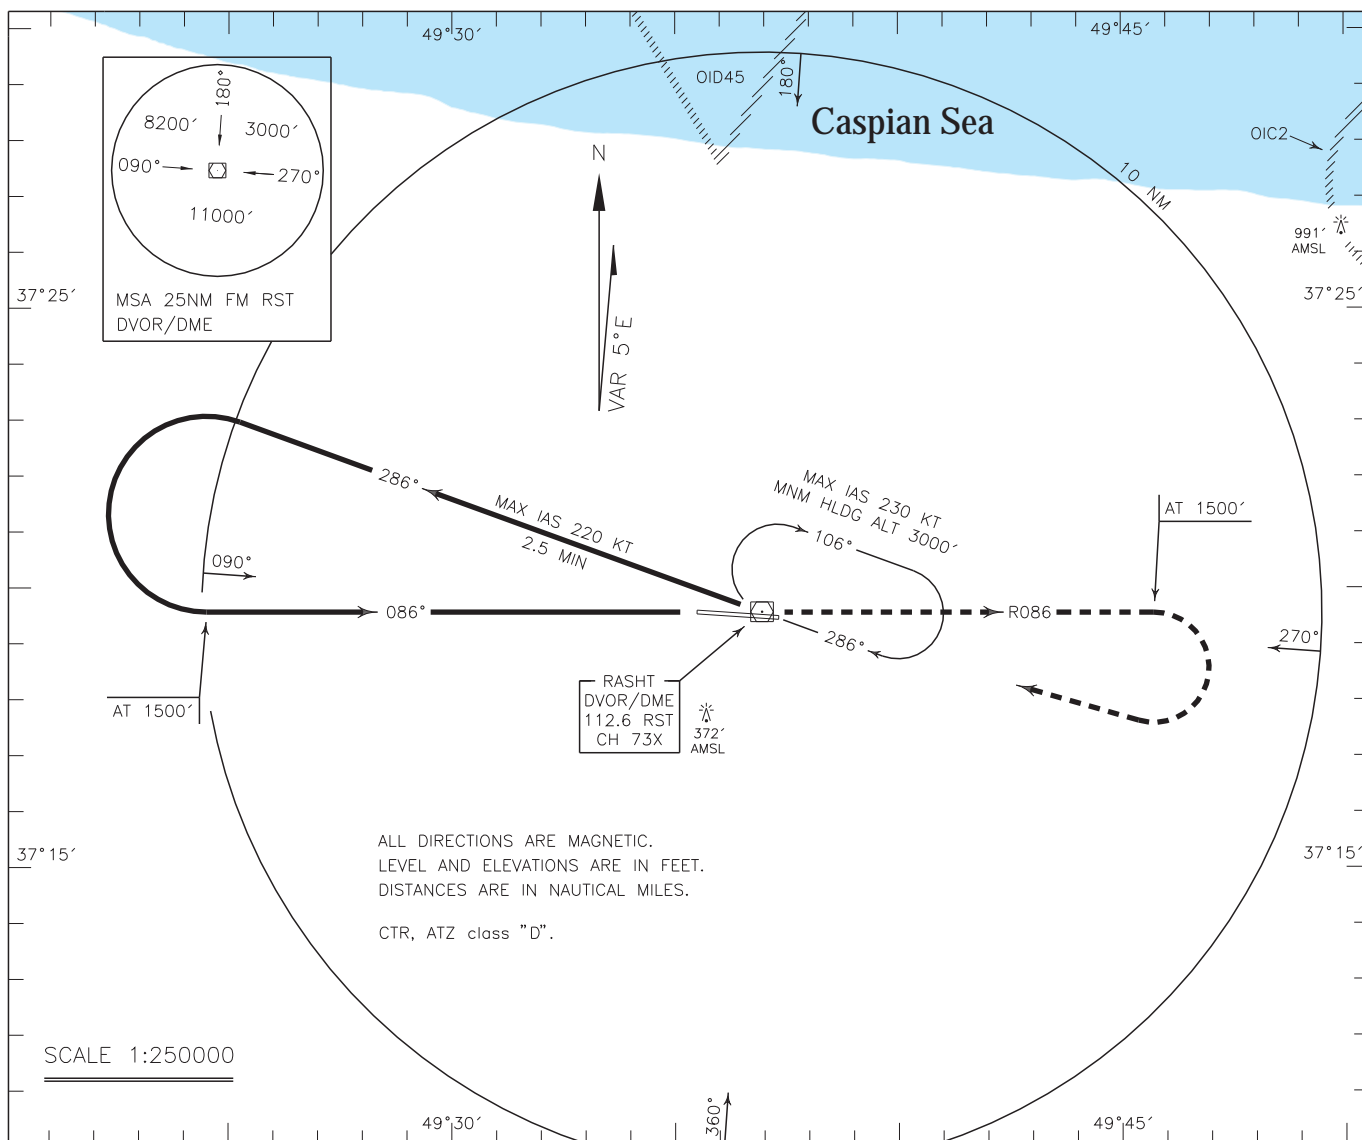 49°30′
49°45′
OID45
180°
Caspian Sea
OIC2
10 NM
991′
AMSL
180°
8200′
3000′
090°
270°
11000′
MSA 25NM FM RST
DVOR/DME
N
VAR 5°E
37°25′
37°25′
286°
MAX IAS 220 KT
2.5 MIN
MAX IAS 230 KT
MNM HLDG ALT 3000′
106°
AT 1500′
090°
086°
R086
286°
270°
AT 1500′
RASHT
DVOR/DME
112.6 RST
CH 73X
372′
AMSL
ALL DIRECTIONS ARE MAGNETIC.
LEVEL AND ELEVATIONS ARE IN FEET.
DISTANCES ARE IN NAUTICAL MILES.
CTR, ATZ class "D".
37°15′
37°15′
SCALE 1:250000
49°30′
360°
49°45′